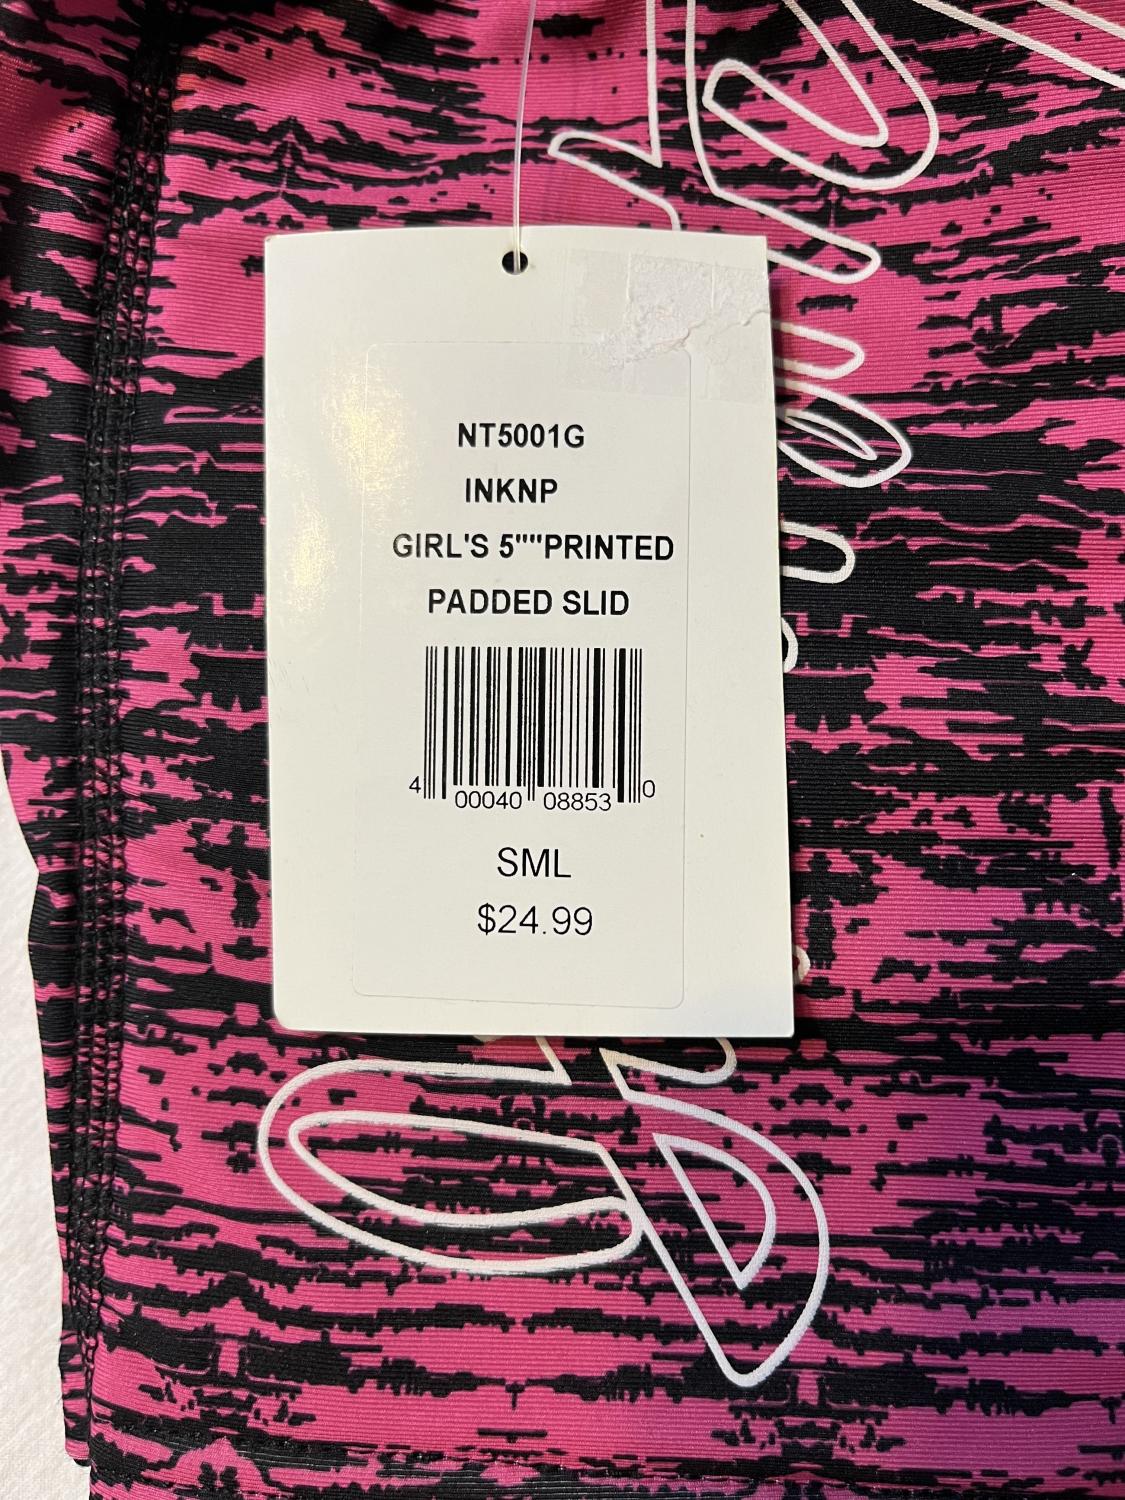 NT5001G
INKNP
GIRL'S 5""PRINTED
PADDED SLID
4 00040 08853 0
SML
$24.99